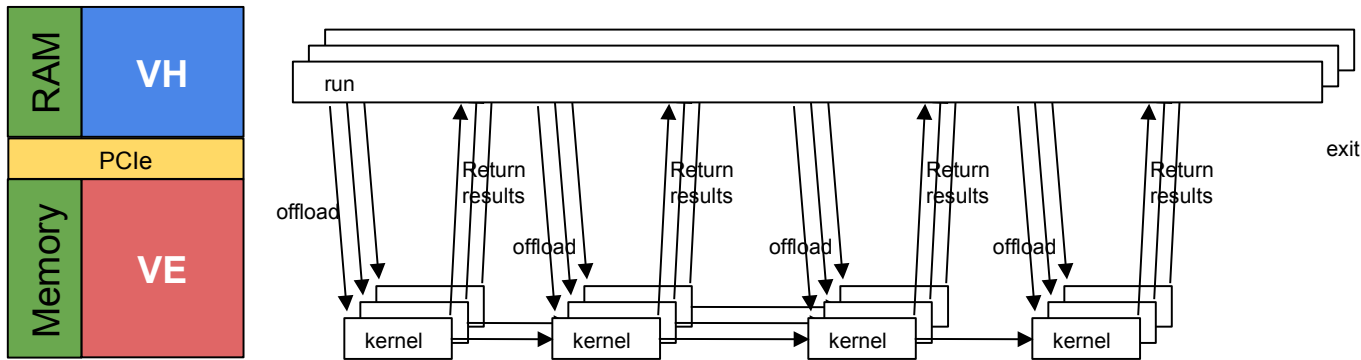 RAM
VH
PCIe
Memory
VE
run
exit
offload
Return
results
offload
Return
results
offload
Return
results
offload
Return
results
kernel
kernel
kernel
kernel